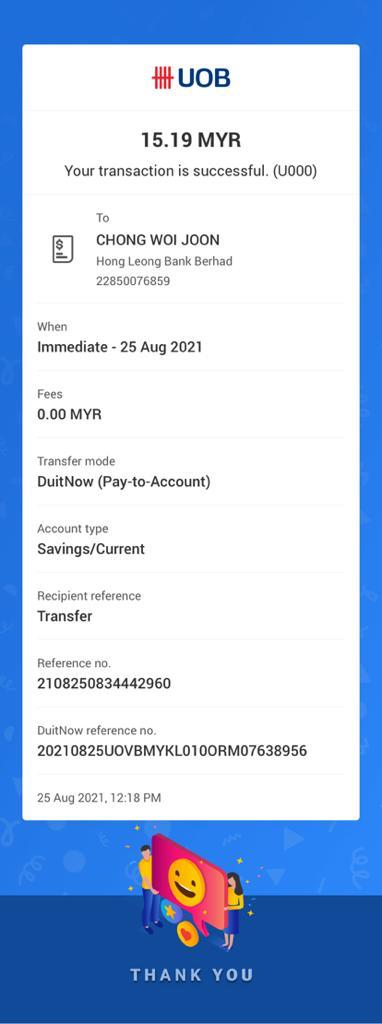 UOB
15.19 MYR
Your transaction is successful. (U000)
To
CHONG WOI JOON
Hong Leong Bank Berhad
22850076859
When
Immediate - 25 Aug 2021
Fees
0.00 MYR
Transfer mode
DuitNow (Pay-to-Account)
Account type
Savings/Current
Recipient reference
Transfer
Reference no.
2108250834442960
DuitNow reference no.
20210825UOVBMYKL010ORM07638956
25 Aug 2021, 12:18 PM
THANK YOU